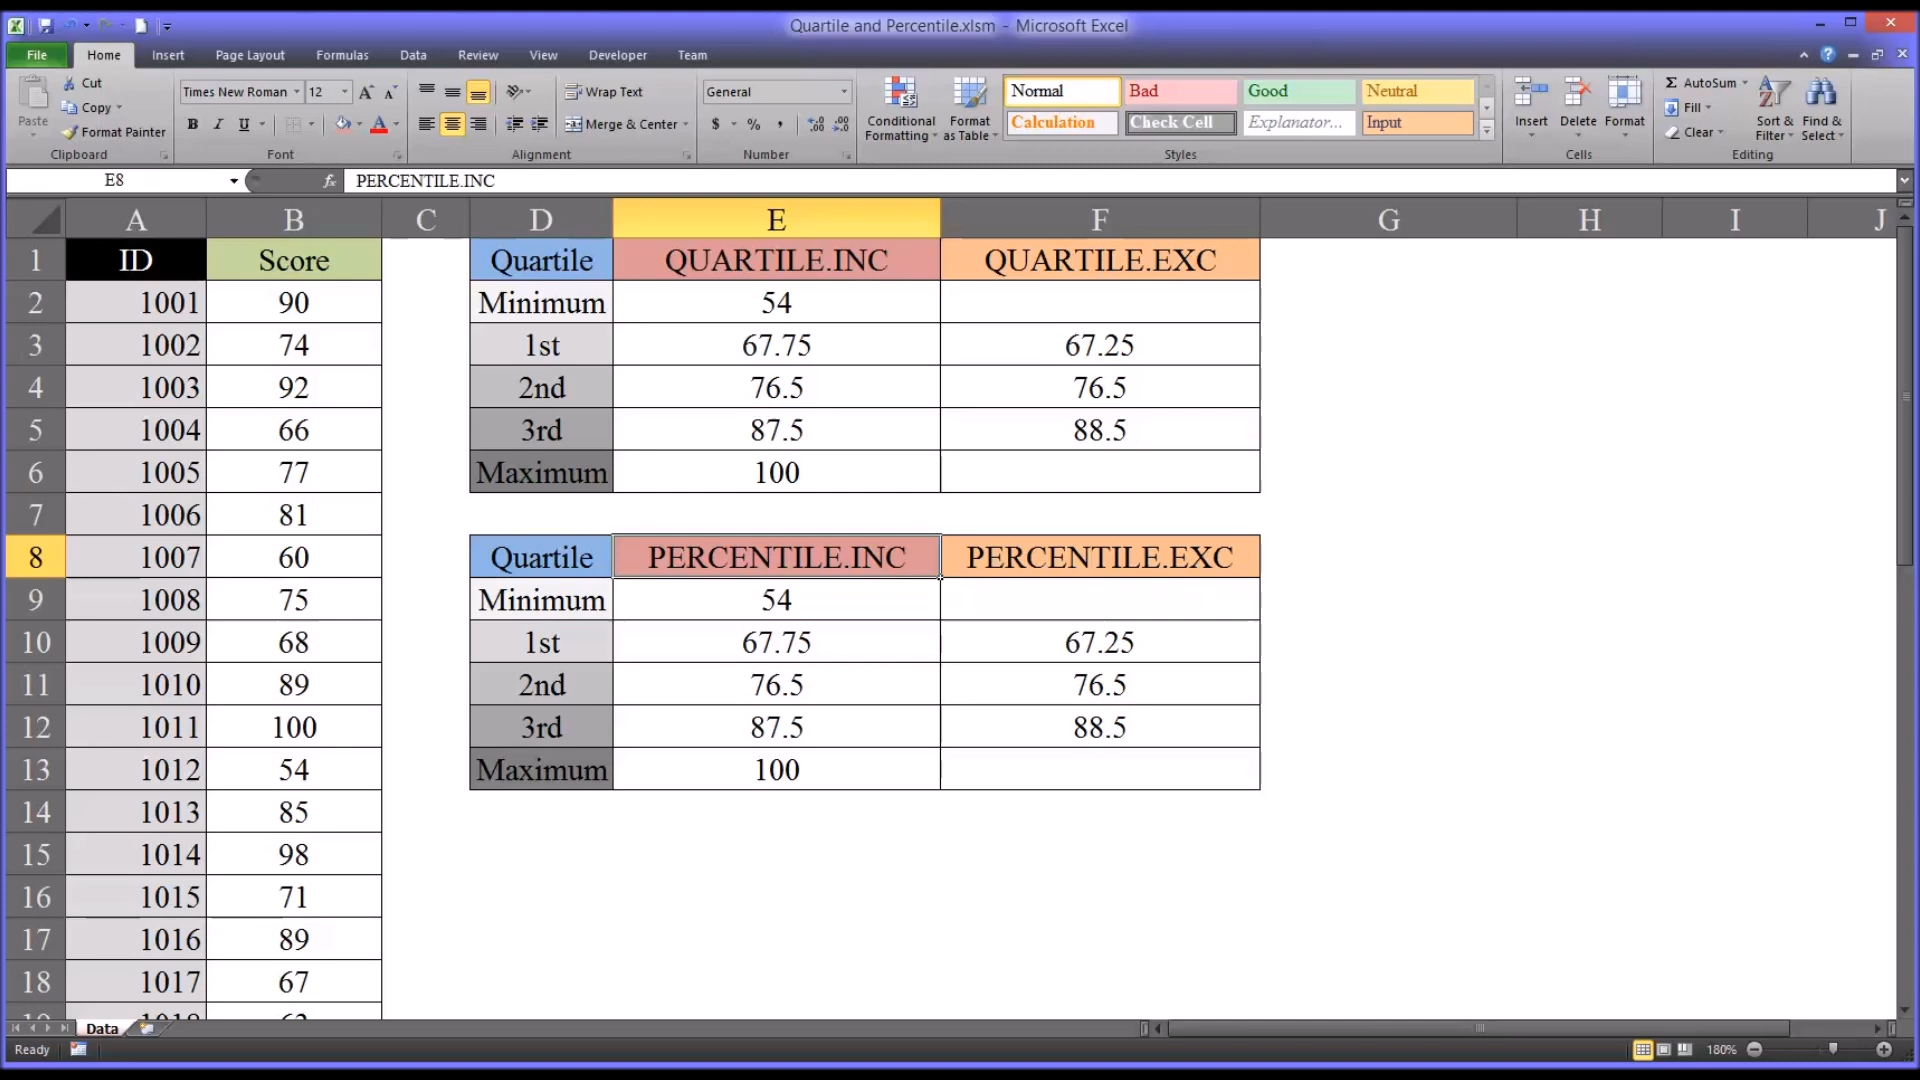 Quartile and Percentile.xlsm - Microsoft Excel
File Home Insert Page Layout Formulas Data Review View Developer Team
Paste Cut Copy Format Painter Clipboard
Times New Roman 12 B I U A Font
Wrap Text Merge & Center Alignment
General $ % , Number
Conditional Formatting Format as Table
Normal Bad Good Neutral
Calculation Check Cell Explanator... Input
Styles
Insert Delete Format Cells
Σ AutoSum Fill Clear Sort & Filter Find & Select Editing
E8 fx PERCENTILE.INC
A B C D E F G H I J
1 ID Score Quartile QUARTILE.INC QUARTILE.EXC
2 1001 90 Minimum 54
3 1002 74 1st 67.75 67.25
4 1003 92 2nd 76.5 76.5
5 1004 66 3rd 87.5 88.5
6 1005 77 Maximum 100
7 1006 81
8 1007 60 Quartile PERCENTILE.INC PERCENTILE.EXC
9 1008 75 Minimum 54
10 1009 68 1st 67.75 67.25
11 1010 89 2nd 76.5 76.5
12 1011 100 3rd 87.5 88.5
13 1012 54 Maximum 100
14 1013 85
15 1014 98
16 1015 71
17 1016 89
18 1017 67
Data
Ready 180%